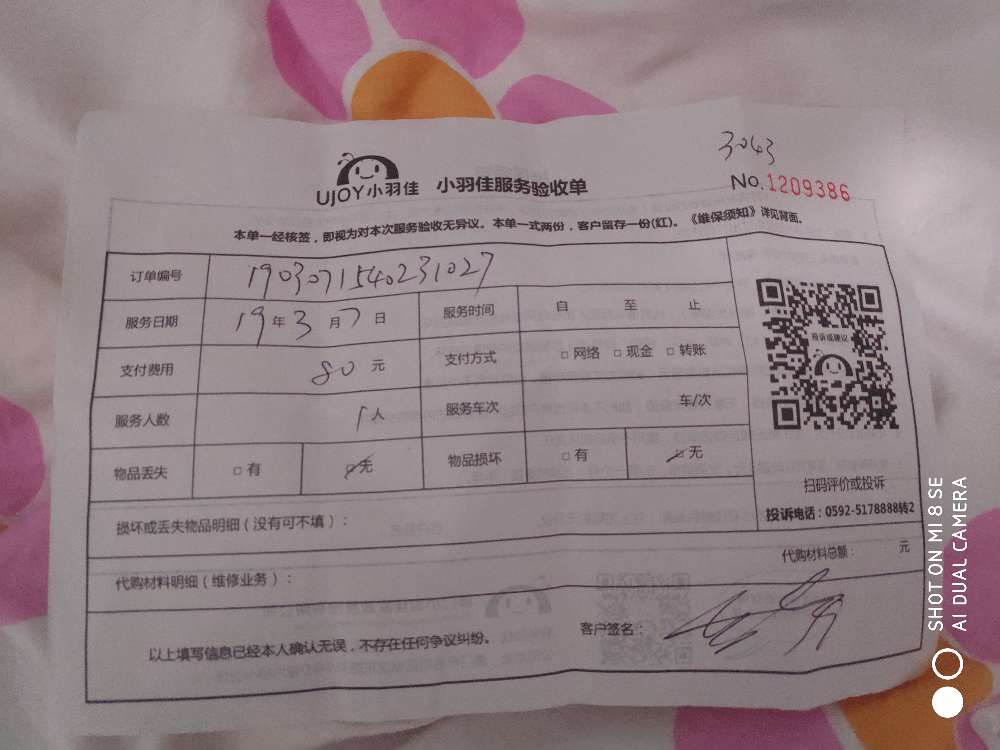 3043
UJOY小羽佳 小羽佳服务验收单 No.1209386
本单一经核签，即视为对本次服务验收无异议。本单一式两份，客户留存一份(红)。《维保须知》详见背面。
订单编号 1903071540231027
服务日期 19年3月7日 服务时间 自 至 止
支付费用 80元 支付方式 □网络 □现金 □转账
服务人数 1人 服务车次 车/次
物品丢失 □有 □无 物品损坏 □有 □无
投诉或建议
扫码评价或投诉
投诉电话：0592-5178888转2
损坏或丢失物品明细（没有可不填）：
代购材料明细（维修业务）： 代购材料总额： 元
以上填写信息已经本人确认无误，不存在任何争议纠纷。 客户签名：
SHOT ON MI 8 SE
AI DUAL CAMERA